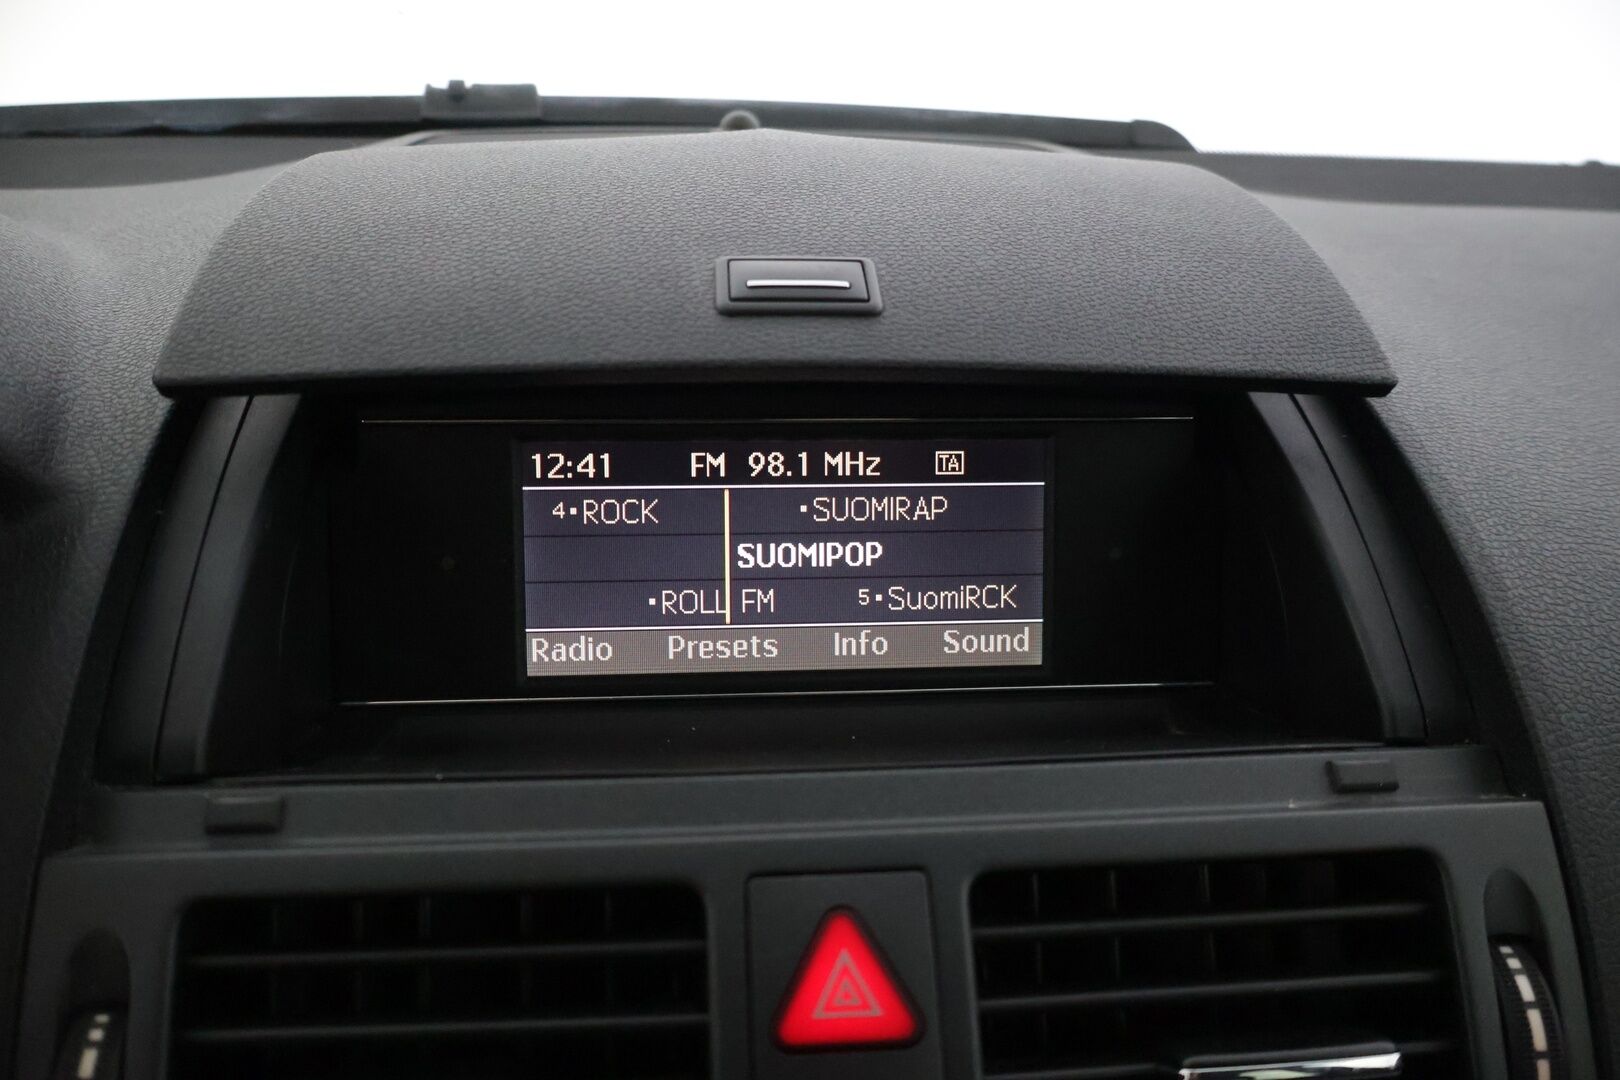 12:41 FM 98.1 MHz TA
4 ▪ ROCK ▪ SUOMIRAP
SUOMIPOP
▪ ROLL FM 5 ▪ SuomiRCK
Radio Presets Info Sound